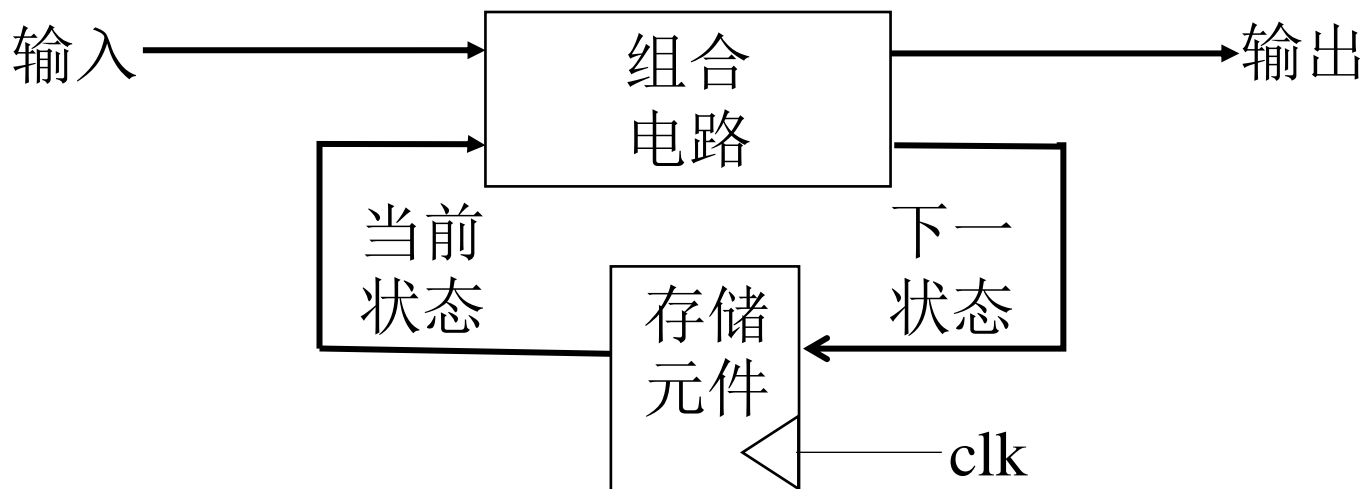 输入
组合
电路
输出
当前
状态
下一
状态
存储
元件
clk